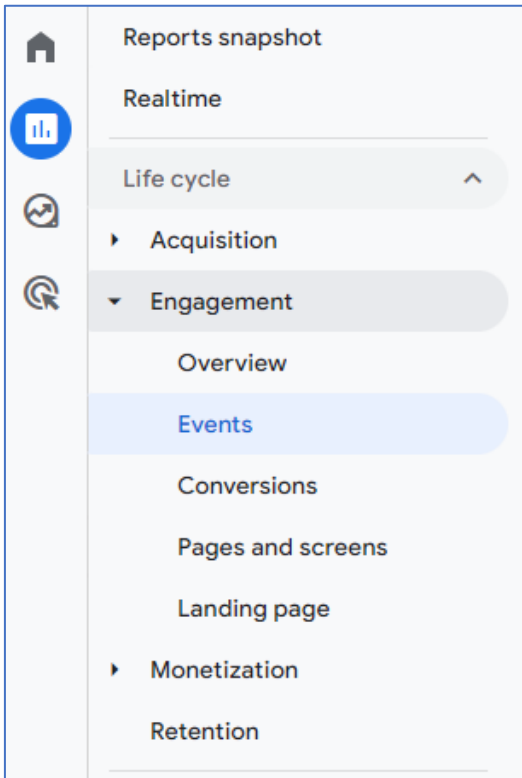 Reports snapshot
Realtime
Life cycle
Acquisition
Engagement
Overview
Events
Conversions
Pages and screens
Landing page
Monetization
Retention